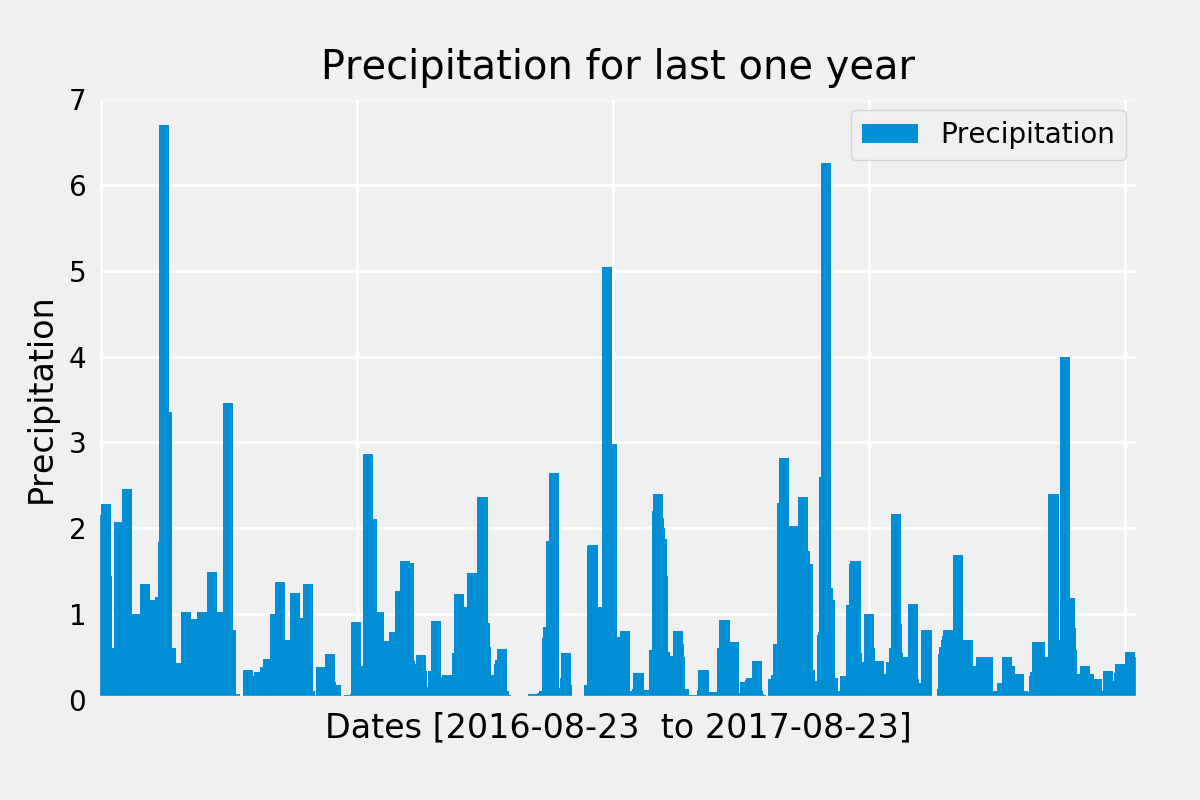 Precipitation for last one year
7
6
5
4
3
2
1
0
Precipitation
Precipitation
Dates [2016-08-23  to 2017-08-23]